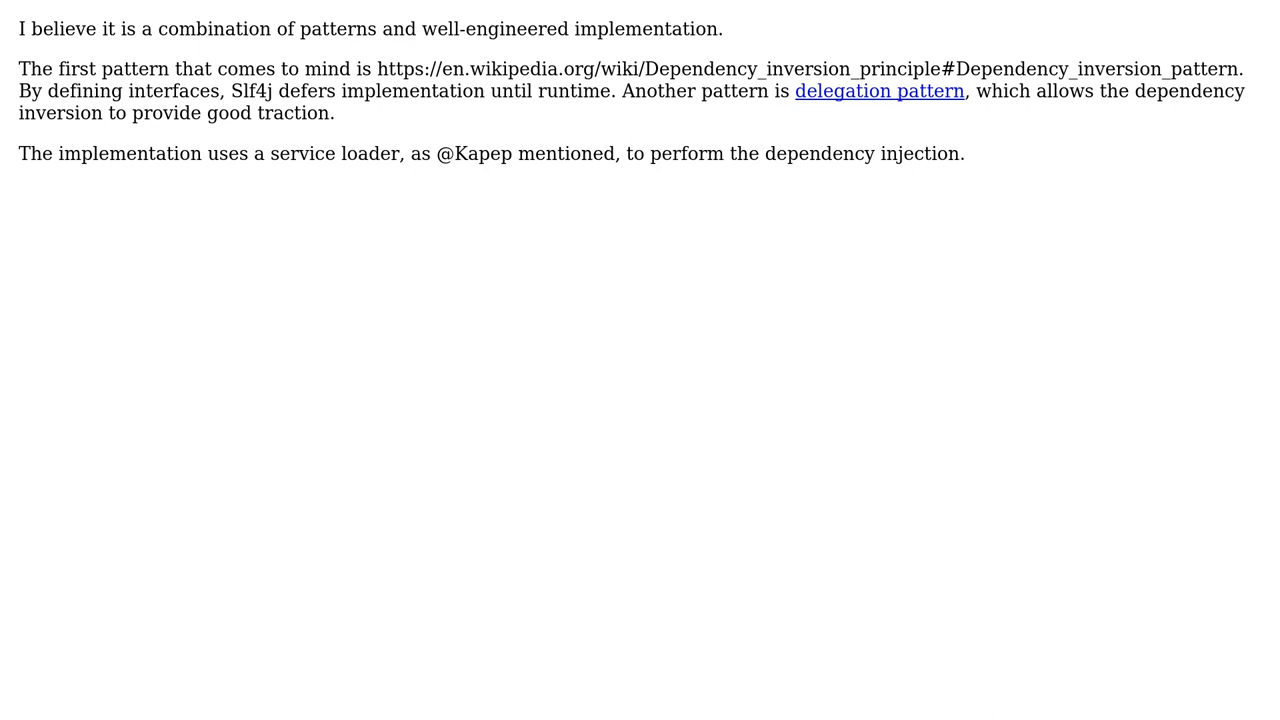 I believe it is a combination of patterns and well-engineered implementation.
The first pattern that comes to mind is https://en.wikipedia.org/wiki/Dependency_inversion_principle#Dependency_inversion_pattern.
By defining interfaces, Slf4j defers implementation until runtime. Another pattern is delegation pattern, which allows the dependency
inversion to provide good traction.
The implementation uses a service loader, as @Kapep mentioned, to perform the dependency injection.